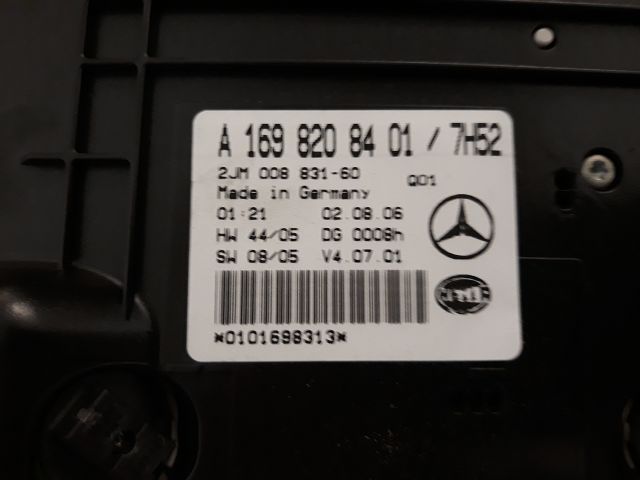 A 169 820 84 01 / 7H52
2JM 008 831-60 Q01
Made in Germany
01:21 02.08.06
HW 44/05 DG 0008h
SW 08/05 V4.07.01
*0101698313*